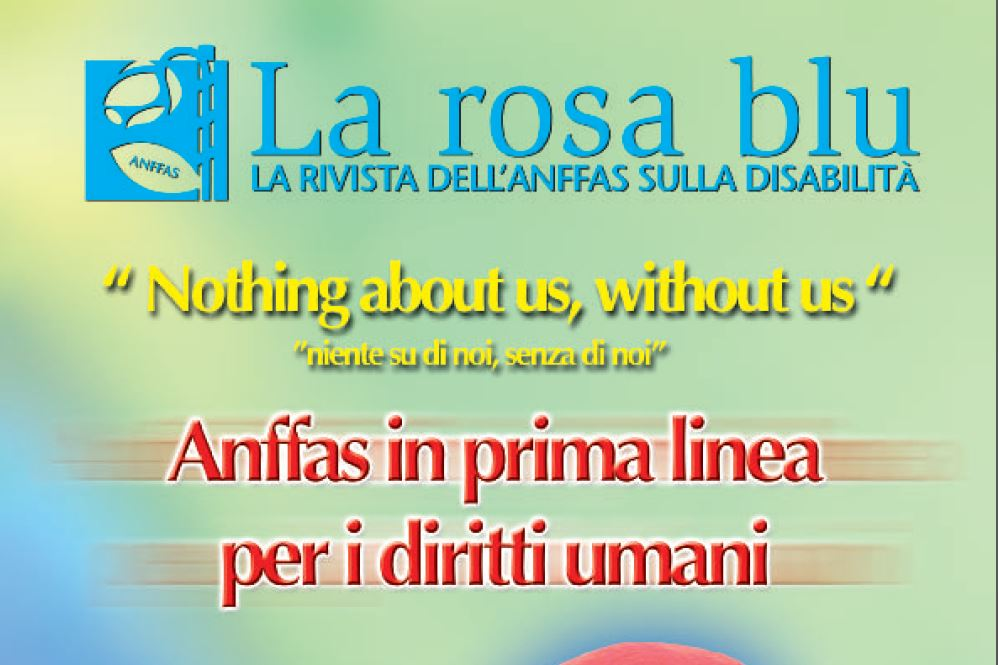 ANFFAS
La rosa blu
LA RIVISTA DELL'ANFFAS SULLA DISABILITÀ
“ Nothing about us, without us “
”niente su di noi, senza di noi”
Anffas in prima linea
per i diritti umani